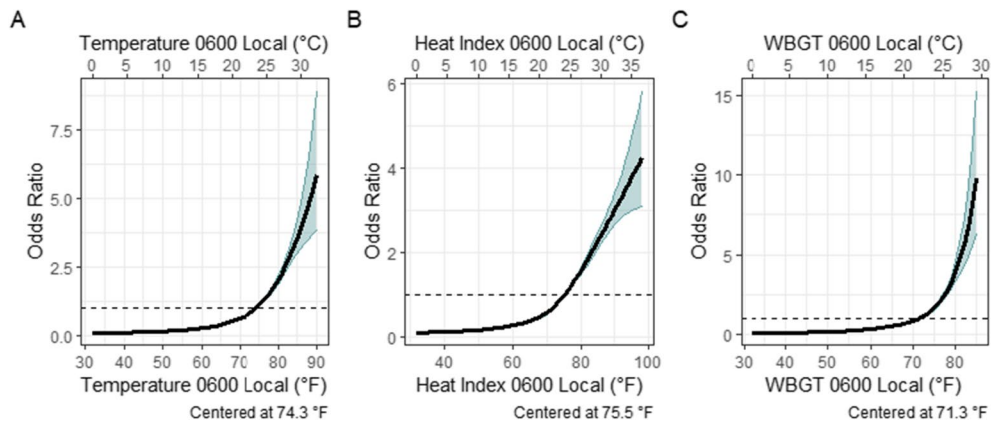 A
Temperature 0600 Local (°C)
0 5 10 15 20 25 30
Odds Ratio
7.5
5.0
2.5
0.0
30 40 50 60 70 80 90
Temperature 0600 Local (°F)
Centered at 74.3 °F
B
Heat Index 0600 Local (°C)
0 5 10 15 20 25 30 35
Odds Ratio
6
4
2
0
40 60 80 100
Heat Index 0600 Local (°F)
Centered at 75.5 °F
C
WBGT 0600 Local (°C)
0 5 10 15 20 25 30
Odds Ratio
15
10
5
0
30 40 50 60 70 80
WBGT 0600 Local (°F)
Centered at 71.3 °F